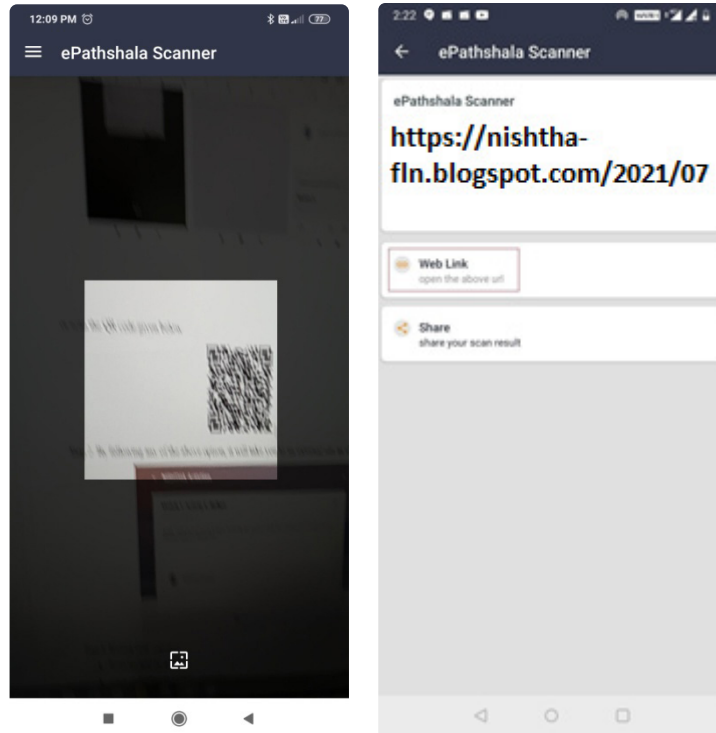 12:09 PM
77
ePathshala Scanner
2:22
ePathshala Scanner
ePathshala Scanner
https://nishtha-
fln.blogspot.com/2021/07
Web Link
open the above url
Share
share your scan result